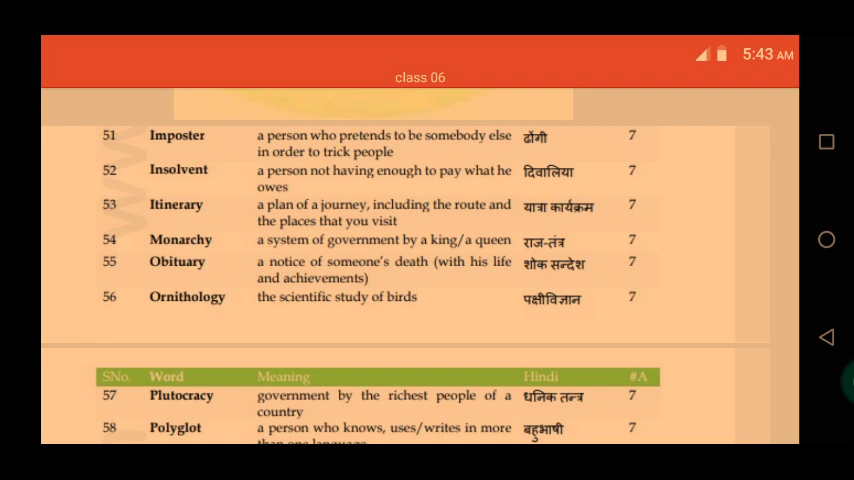 5:43 AM
class 06
51 Imposter a person who pretends to be somebody else ढोंगी 7
in order to trick people
52 Insolvent a person not having enough to pay what he दिवालिया 7
owes
53 Itinerary a plan of a journey, including the route and यात्रा कार्यक्रम 7
the places that you visit
54 Monarchy a system of government by a king/a queen राज-तंत्र 7
55 Obituary a notice of someone's death (with his life शोक सन्देश 7
and achievements)
56 Ornithology the scientific study of birds पक्षीविज्ञान 7
SNo. Word Meaning Hindi #A
57 Plutocracy government by the richest people of a धनिक तन्त्र 7
country
58 Polyglot a person who knows, uses/writes in more बहुभाषी 7
than one language